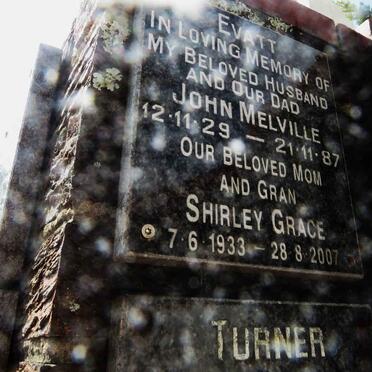 EVATT
IN LOVING MEMORY OF
MY BELOVED HUSBAND
AND OUR DAD
JOHN MELVILLE
12·11·29 — 21·11·87
OUR BELOVED MOM
AND GRAN
SHIRLEY GRACE
7·6·1933 — 28·8·2007
TURNER